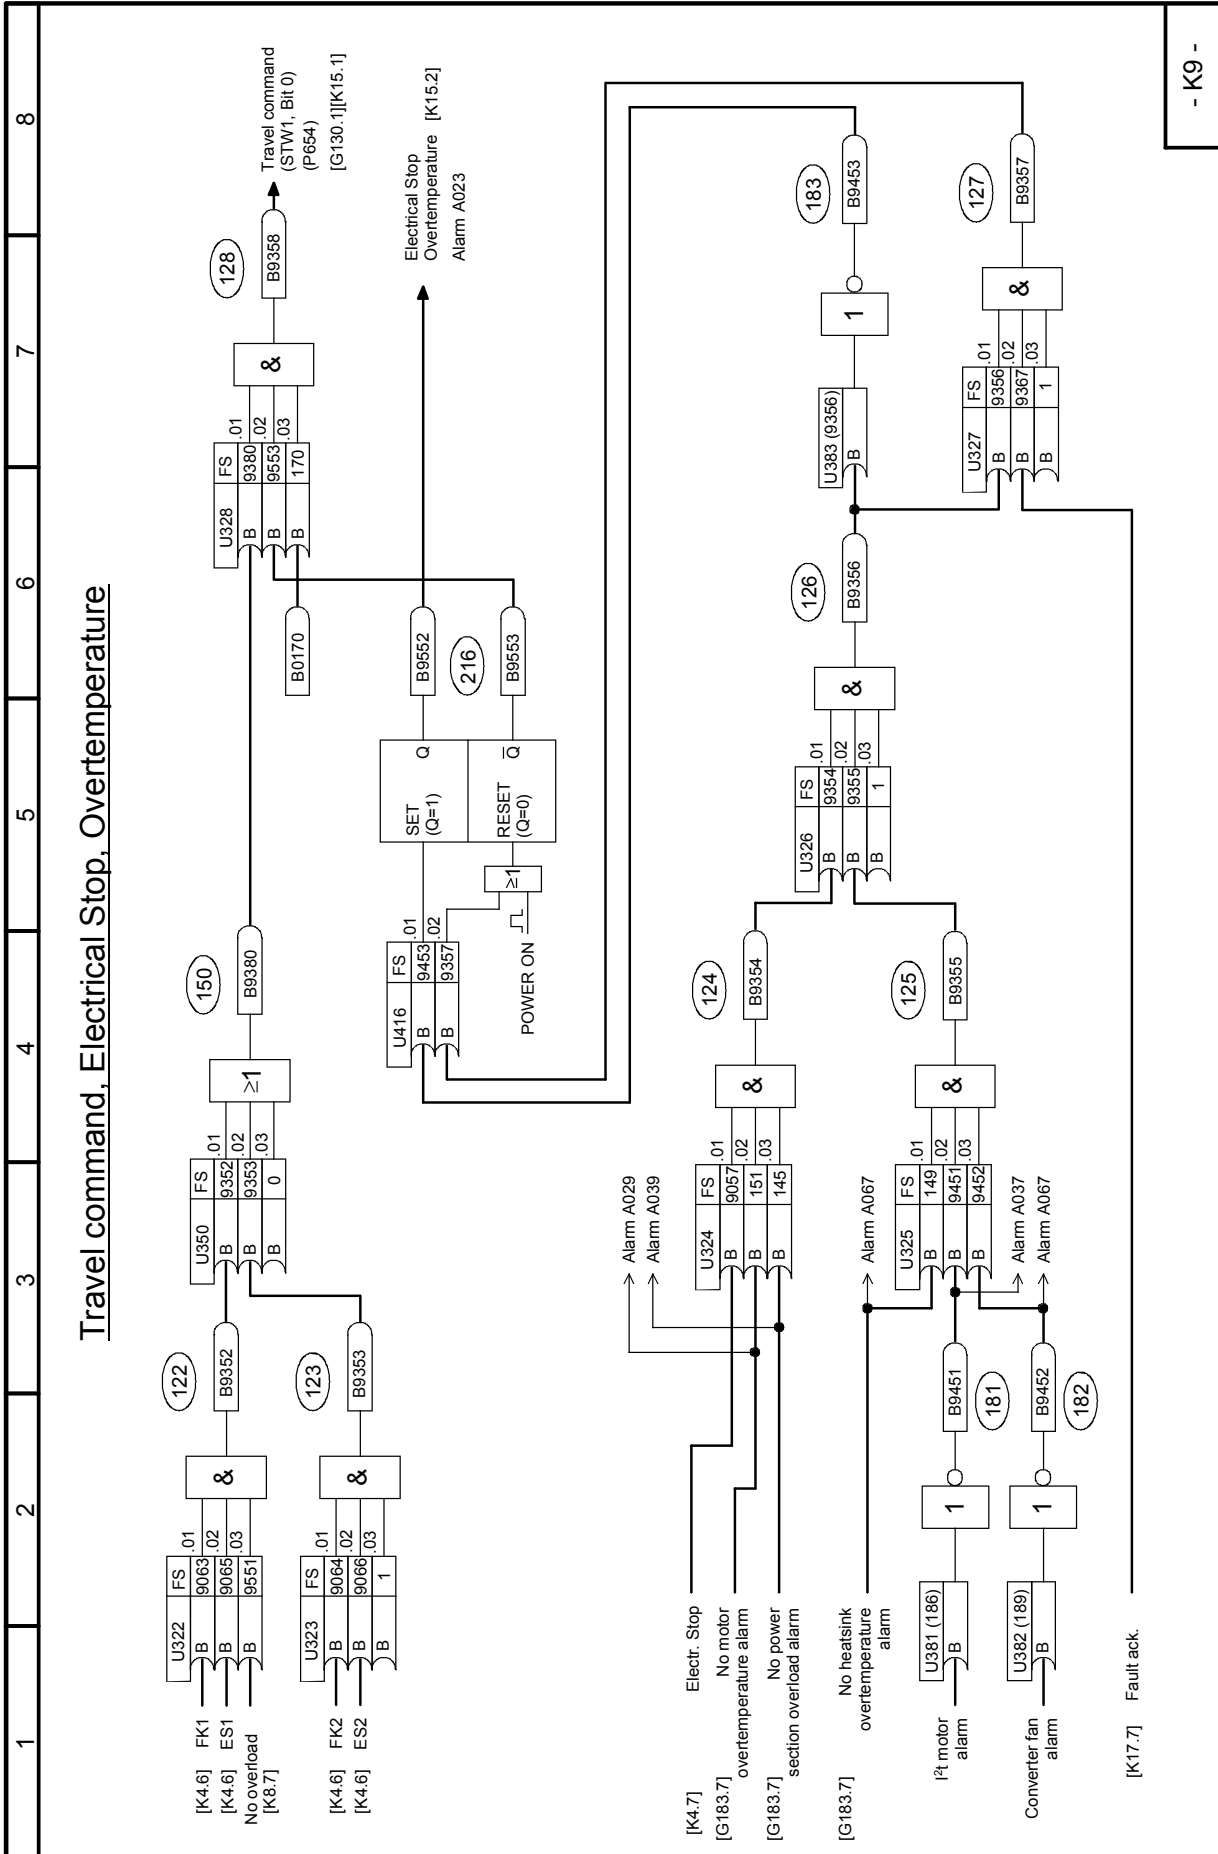 1 2 3 4 5 6 7 8
Travel command, Electrical Stop, Overtemperature
[K4.6] FK1
[K4.6] ES1
No overload
[K8.7]
U322 FS
B 9063 .01
B 9065 .02
B 9551 .03
&
122
B9352
[K4.6] FK2
[K4.6] ES2
U323 FS
B 9064 .01
B 9066 .02
B 1 .03
&
123
B9353
U350 FS
B 9352 .01
B 9353 .02
B 0 .03
≥1
150
B9380
U328 FS
B 9380 .01
B 9553 .02
B 170 .03
B0170
&
128
B9358
Travel command
(STW1, Bit 0)
(P654)
[G130.1][K15.1]
U416 FS
B 9453 .01
B 9357 .02
POWER ON
≥1
SET
(Q=1)
Q
RESET
(Q=0)
Q̅
B9552
216
B9553
Electrical Stop
Overtemperature [K15.2]
Alarm A023
[K4.7] Electr. Stop
[G183.7] No motor
overtemperature alarm
[G183.7] No power
section overload alarm
Alarm A029
Alarm A039
U324 FS
B 9057 .01
B 151 .02
B 145 .03
&
124
B9354
[G183.7] No heatsink
overtemperature
alarm
Alarm A067
U325 FS
B 149 .01
B 9451 .02
B 9452 .03
Alarm A037
Alarm A067
&
125
B9355
I²t motor
alarm
U381 (186)
B
1
B9451
181
Converter fan
alarm
U382 (189)
B
1
B9452
182
U326 FS
B 9354 .01
B 9355 .02
B 1 .03
&
126
B9356
U383 (9356)
B
1
183
B9453
U327 FS
B 9356 .01
B 9367 .02
B 1 .03
&
127
B9357
[K17.7] Fault ack.
- K9 -